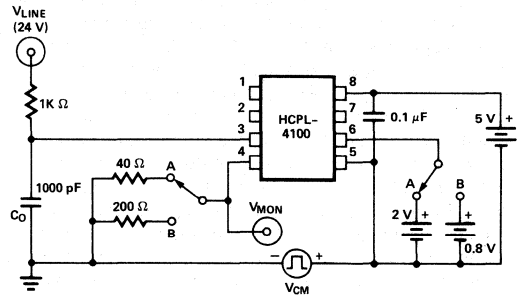 VLINE
(24 V)
1K Ω
1
2
3
4
HCPL–
4100
8
7
6
5
0.1 μF
5 V
+
40 Ω
A
200 Ω
B
1000 pF
CO
VMON
A
B
2 V
+
+
0.8 V
–
+
VCM